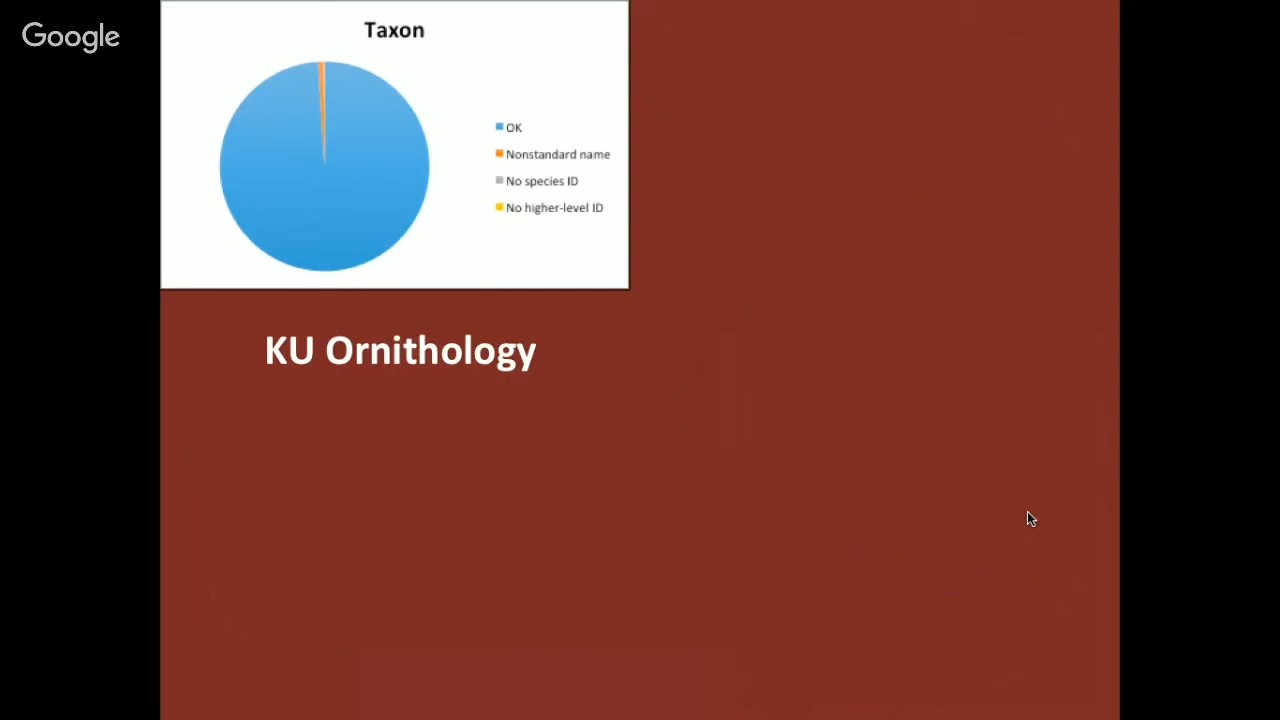 Google
Taxon
OK
Nonstandard name
No species ID
No higher-level ID
KU Ornithology